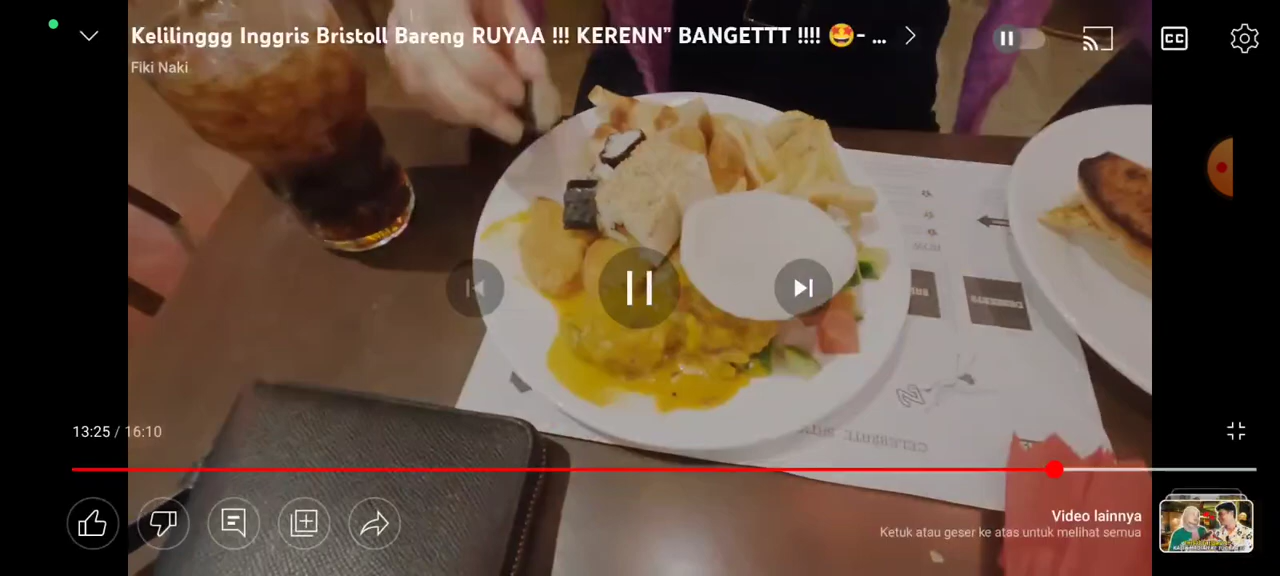 Kelilinggg Inggris Bristoll Bareng RUYAA !!! KERENN” BANGETTT !!!! 🤩- ...
Fiki Naki
CC
13:25 / 16:10
Video lainnya
Ketuk atau geser ke atas untuk melihat semua